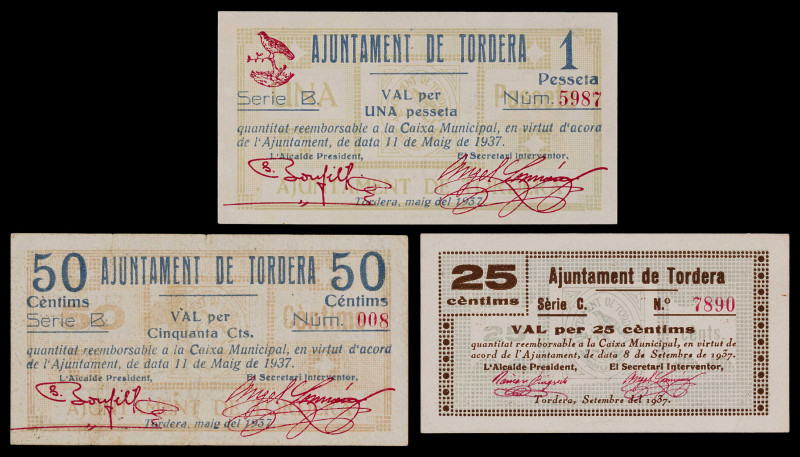 AJUNTAMENT DE TORDERA
1
Pesseta
Serie B.
VAL per
Núm. 5987
UNA pesseta
quantitat reemborsable a la Caixa Municipal, en virtut d'acord
de l'Ajuntament, de data 11 de Maig de 1937.
L'Alcalde President, El Secretari Interventor,
Tordera, maig del 1937.
50 AJUNTAMENT DE TORDERA 50
Cèntims Cèntims
Serie B. VAL per Núm. 008
Cinquanta Cts.
quantitat reemborsable a la Caixa Municipal, en virtut d'acord
de l'Ajuntament, de data 11 de Maig de 1937.
L'Alcalde President, El Secretari Interventor,
Tordera, maig del 1937
25
cèntims
Ajuntament de Tordera
Sèrie C. N.º 7890
VAL per 25 cèntims
quantitat reemborsable a la Caixa Municipal, en virtut de
acord de l'Ajuntament, de data 8 de Setembre de 1937.
L'Alcalde President, El Secretari Interventor,
Tordera, Setembre del 1937.